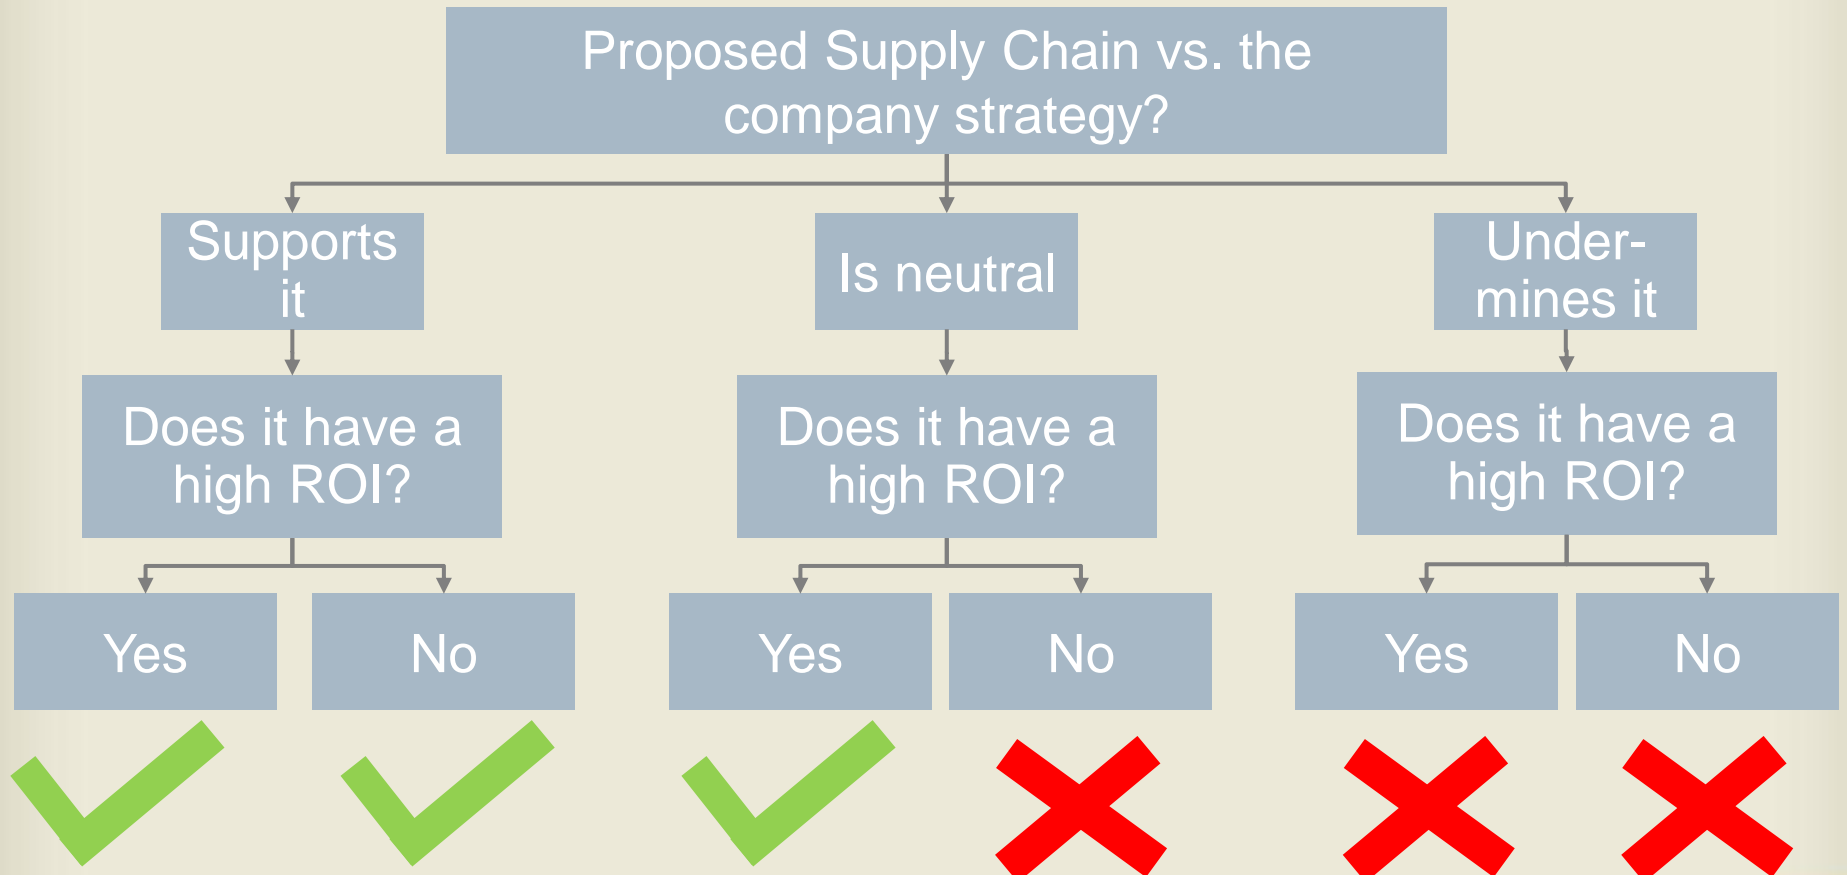 Proposed Supply Chain vs. the
company strategy?
Supports
it
Is neutral
Under-
mines it
Does it have a
high ROI?
Does it have a
high ROI?
Does it have a
high ROI?
Yes
No
Yes
No
Yes
No